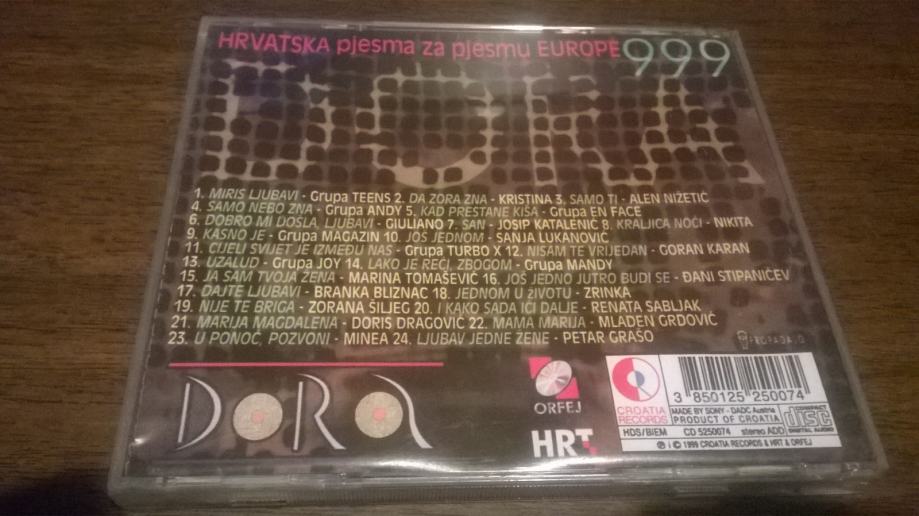 HRVATSKA pjesma za pjesmu EUROPE 999
DORA
1. MIRIS LJUBAVI - Grupa TEENS 2. DA ZORA ZNA - KRISTINA 3. SAMO TI - ALEN NIŽETIĆ
4. SAMO NEBO ZNA - Grupa ANDY 5. KAD PRESTANE KIŠA - Grupa EN FACE
6. DOBRO MI DOŠLA, LJUBAVI - GIULIANO 7. SAN - JOSIP KATALENIĆ 8. KRALJICA NOĆI - NIKITA
9. KASNO JE - Grupa MAGAZIN 10. JOŠ JEDNOM - SANJA LUKANOVIĆ
11. CIJELI SVIJET JE IZMEĐU NAS - Grupa TURBO X 12. NISAM TE VRIJEDAN - GORAN KARAN
13. UZALUD - Grupa JOY 14. LAKO JE REĆI, ZBOGOM - Grupa MANDY
15. JA SAM TVOJA ŽENA - MARINA TOMAŠEVIĆ 16. JOŠ JEDNO JUTRO BUDI SE - ĐANI STIPANIČEV
17. DAJTE LJUBAVI - BRANKA BLIZNAC 18. JEDNOM U ŽIVOTU - ZRINKA
19. NIJE TE BRIGA - ZORANA ŠILJEG 20. I KAKO SADA IĆI DALJE - RENATA SABLJAK
21. MARIJA MAGDALENA - DORIS DRAGOVIĆ 22. MAMA MARIJA - MLADEN GRDOVIĆ
23. U PONOĆ, POZVONI - MINEA 24. LJUBAV JEDNE ŽENE - PETAR GRAŠO
DORA
ORFEJ
HRT
CROATIA
RECORDS
HDS/BIEM
3 850125 250074
MADE BY SONY - DADC Austria
PRODUCT OF CROATIA
CD 5250074 stereo ADD
COMPACT
disc
DIGITAL AUDIO
℗ i © 1999 CROATIA RECORDS & HRT & ORFEJ